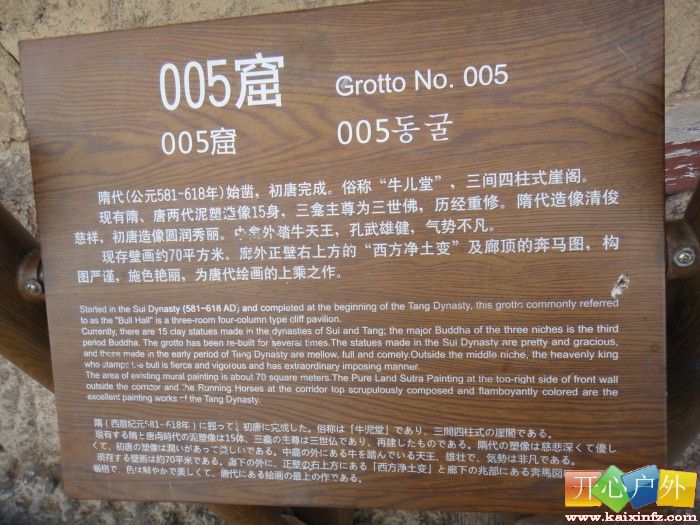 005窟 Grotto No. 005
005窟 005동굴
隋代(公元581-618年)始凿，初唐完成。俗称“牛儿堂”，三间四柱式崖阁。
现有隋、唐两代泥塑造像15身，三龛主尊为三世佛，历经重修。隋代造像清俊
慈祥，初唐造像圆润秀丽。中龛外踏牛天王，孔武雄健，气势不凡。
现存壁画约70平方米。廊外正壁右上方的“西方净土变”及廊顶的奔马图，构
图严谨，施色艳丽，为唐代绘画的上乘之作。
Started in the Sui Dynasty (581-618 AD) and completed at the beginning of the Tang Dynasty, this grotto commonly referred
to as the "Bull Hall" is a three-room four-column type cliff pavilion.
Currently, there are 15 clay statues made in the dynasties of Sui and Tang; the major Buddha of the three niches is the third
period Buddha. The grotto has been re-built for several times.The statues made in the Sui Dynasty are pretty and gracious,
and those made in the early period of Tang Dynasty are mellow, full and comely.Outside the middle niche, the heavenly king
who stamps the bull is fierce and vigorous and has extraordinary imposing manner.
The area of existing mural painting is about 70 square meters.The Pure Land Sutra Painting at the too-right side of front wall
outside the corridor and the Running Horses at the corridor top scrupulously composed and flamboyantly colored are the
excellent painting works of the Tang Dynasty.
隋（西暦紀元581-618年）に掘って、初唐に完成した。俗称は「牛児堂」であり、三間四柱式の崖閣である。
現有する隋と唐両時代の泥塑像は15体、三龕の主尊は三世仏であり、再建したものである。隋代の塑像は慈悲深くて優し
くて、初唐の塑像は潤いがあって美しいである。中龕の外にある牛を踏んでいる天王、雄壮で、気勢は非凡である。
現存する壁画は約70平米である。廊下の外に、正壁の右上方にある「西方浄土変」と廊下の兆部にある奔馬図
厳格で、色は鮮やかで美しくて、唐代にある絵画の最上の作である。
开心户外
www.kaixinfz.com